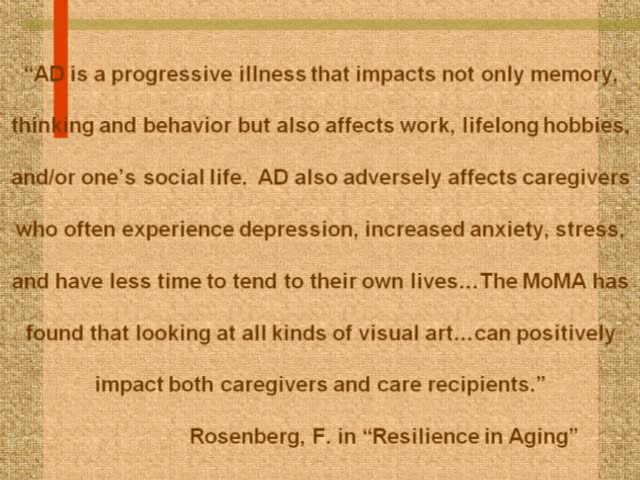 “AD is a progressive illness that impacts not only memory,
thinking and behavior but also affects work, lifelong hobbies,
and/or one’s social life.  AD also adversely affects caregivers
who often experience depression, increased anxiety, stress,
and have less time to tend to their own lives…The MoMA has
found that looking at all kinds of visual art…can positively
impact both caregivers and care recipients.”
Rosenberg, F. in “Resilience in Aging”